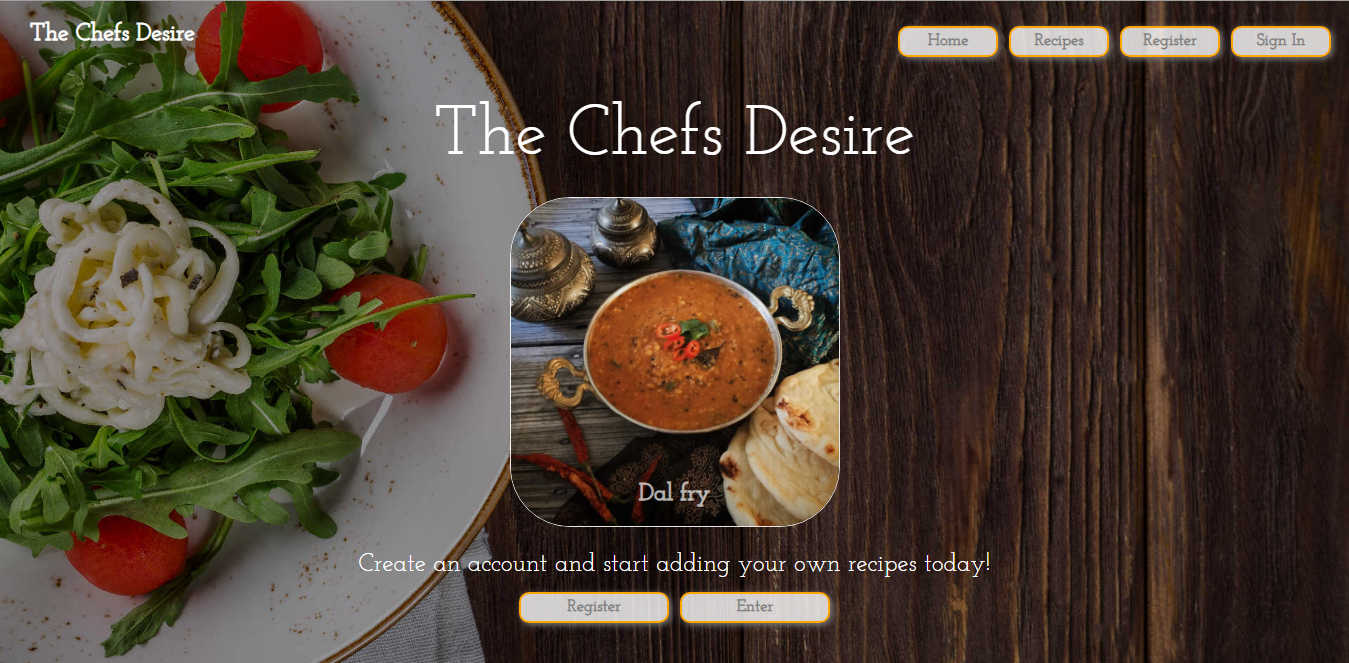 The Chefs Desire
Home Recipes Register Sign In
The Chefs Desire
Dal fry
Create an account and start adding your own recipes today!
Register Enter